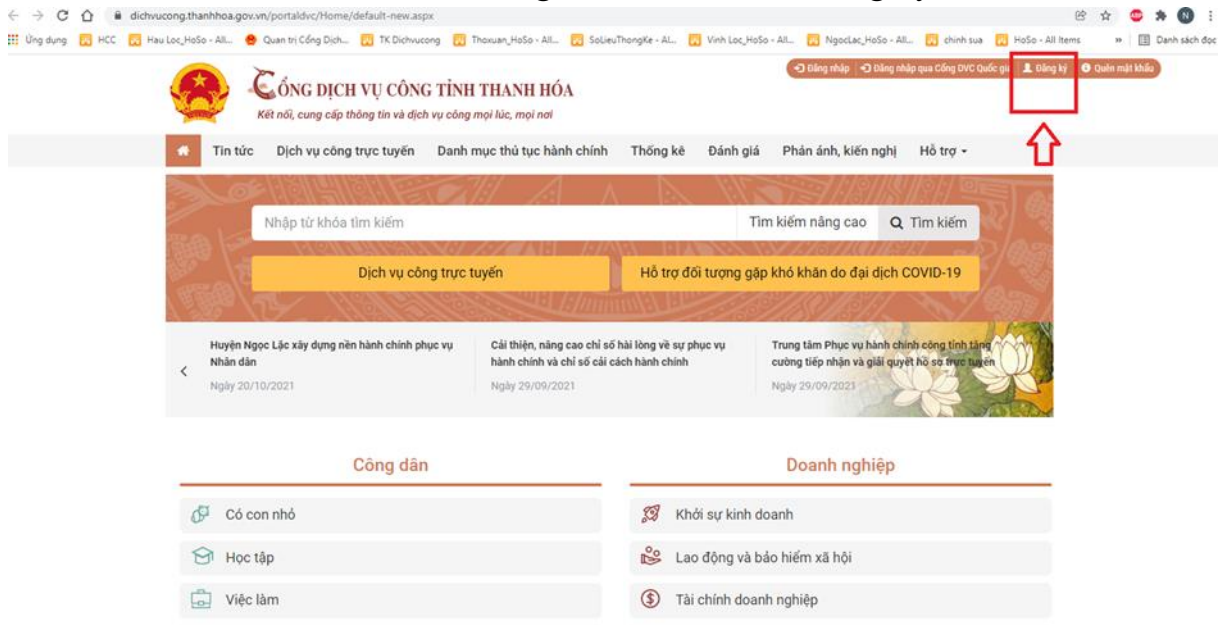 dichvucong.thanhhoa.gov.vn/portaldvc/Home/default-new.aspx
Ứng dụng HCC Hau Loc_HoSo - All... Quan trị Cổng Dịch... TK Dichvucong Thoxuan_HoSo - All... SoLieuThongKe - Al... Vinh Loc_HoSo - All... NgocLac_HoSo - All... chinh sua HoSo - All Items » Danh sách đọc
Đăng nhập Đăng nhập qua Cổng DVC Quốc gia Đăng ký Quên mật khẩu
CỔNG DỊCH VỤ CÔNG TỈNH THANH HÓA
Kết nối, cung cấp thông tin và dịch vụ công mọi lúc, mọi nơi
Tin tức Dịch vụ công trực tuyến Danh mục thủ tục hành chính Thống kê Đánh giá Phản ánh, kiến nghị Hỗ trợ
Nhập từ khóa tìm kiếm Tìm kiếm nâng cao Tìm kiếm
Dịch vụ công trực tuyến Hỗ trợ đối tượng gặp khó khăn do đại dịch COVID-19
Huyện Ngọc Lặc xây dựng nền hành chính phục vụ
Nhân dân
Ngày 20/10/2021
Cải thiện, nâng cao chỉ số hài lòng về sự phục vụ
hành chính và chỉ số cải cách hành chính
Ngày 29/09/2021
Trung tâm Phục vụ hành chính công tỉnh tăng
cường tiếp nhận và giải quyết hồ sơ trực tuyến
Ngày 29/09/2021
Công dân
Có con nhỏ
Học tập
Việc làm
Doanh nghiệp
Khởi sự kinh doanh
Lao động và bảo hiểm xã hội
Tài chính doanh nghiệp